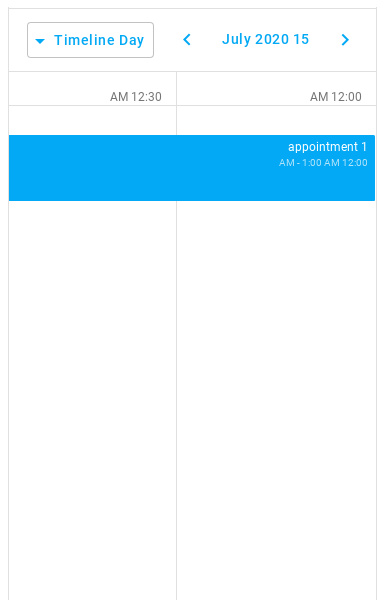 Timeline Day
July 2020 15
AM 12:30
AM 12:00
appointment 1
AM - 1:00 AM 12:00